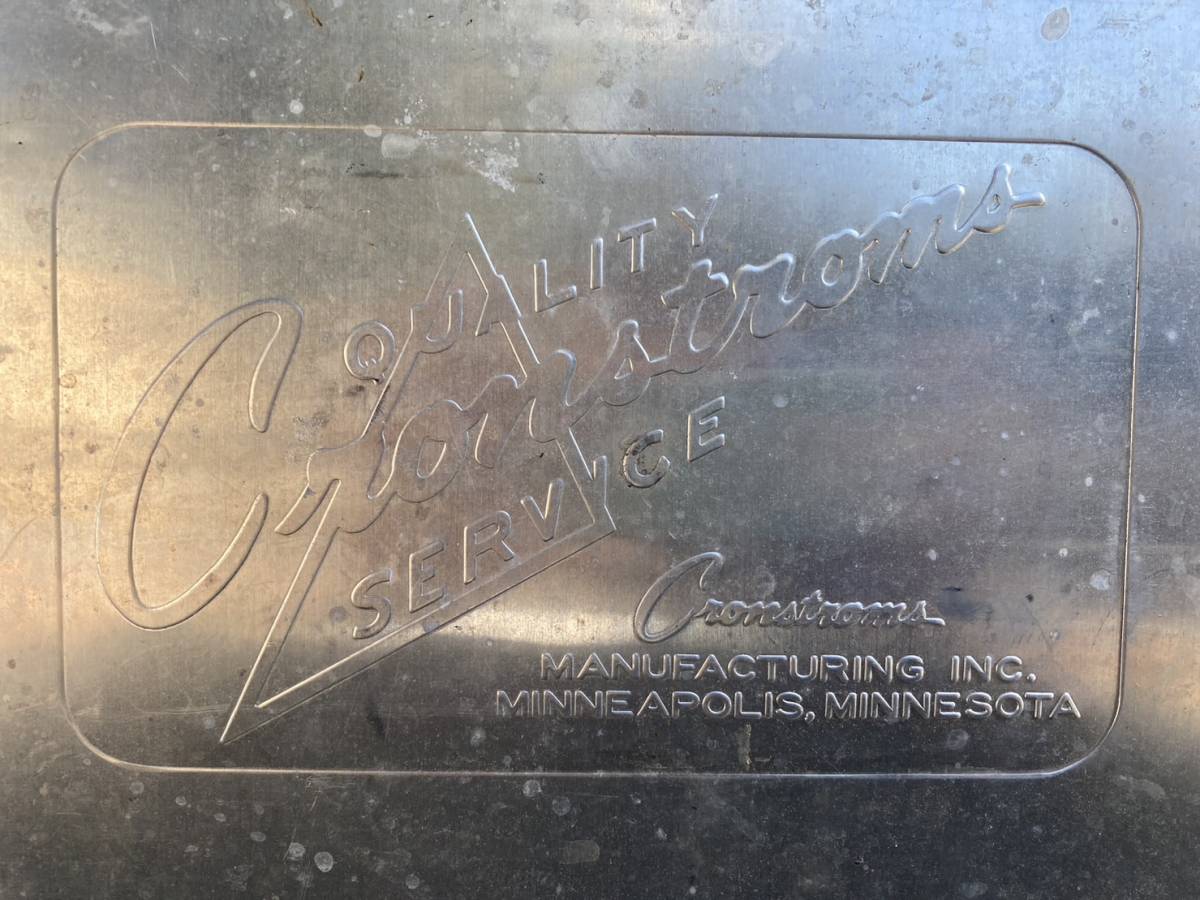 QUALITY
Cronstroms
SERVICE
Cronstroms
MANUFACTURING INC.
MINNEAPOLIS, MINNESOTA